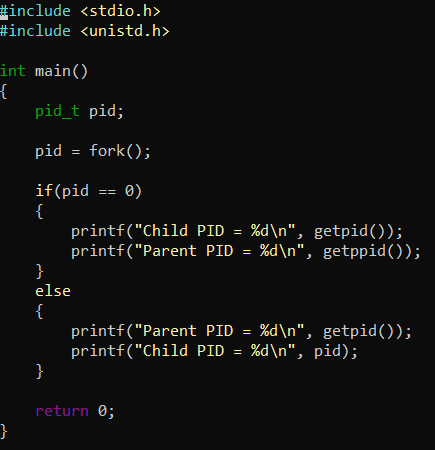 #include <stdio.h>
#include <unistd.h>

int main()
{
    pid_t pid;

    pid = fork();

    if(pid == 0)
    {
        printf("Child PID = %d\n", getpid());
        printf("Parent PID = %d\n", getppid());
    }
    else
    {
        printf("Parent PID = %d\n", getpid());
        printf("Child PID = %d\n", pid);
    }

    return 0;
}